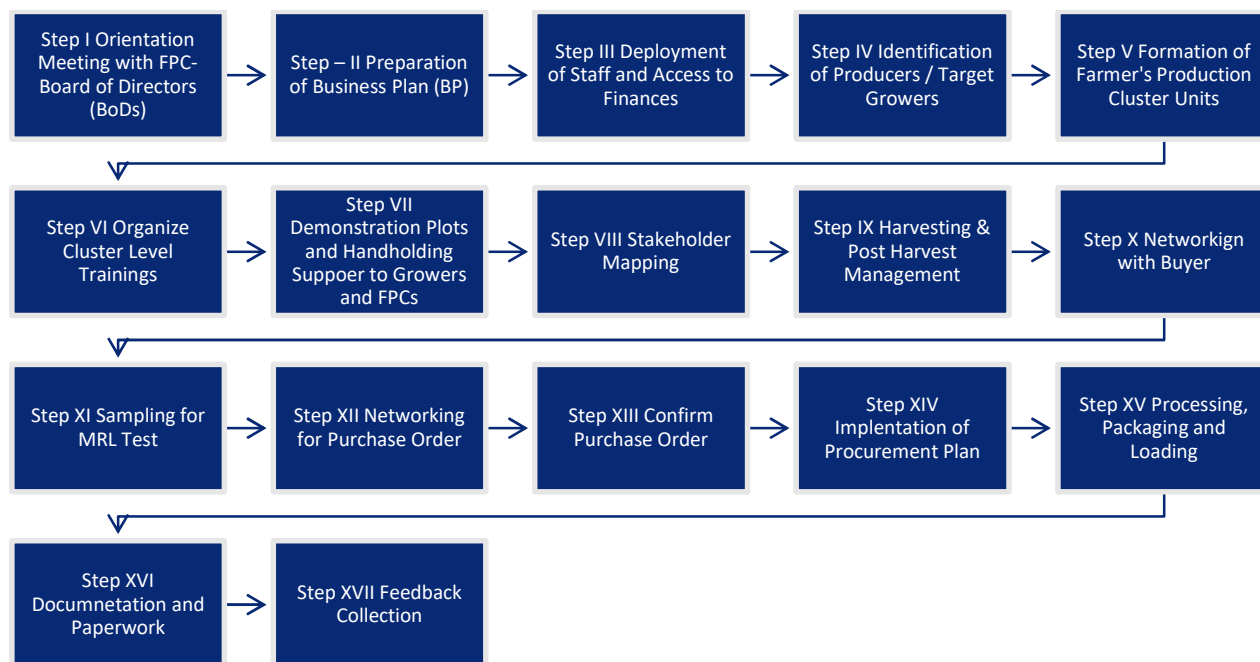 Step I Orientation
Meeting with FPC-
Board of Directors
(BoDs)
Step – II Preparation
of Business Plan (BP)
Step III Deployment
of Staff and Access to
Finances
Step IV Identification
of Producers / Target
Growers
Step V Formation of
Farmer's Production
Cluster Units
Step VI Organize
Cluster Level
Trainings
Step VII
Demonstration Plots
and Handholding
Suppoer to Growers
and FPCs
Step VIII Stakeholder
Mapping
Step IX Harvesting &
Post Harvest
Management
Step X Networkign
with Buyer
Step XI Sampling for
MRL Test
Step XII Networking
for Purchase Order
Step XIII Confirm
Purchase Order
Step XIV
Implentation of
Procurement Plan
Step XV Processing,
Packaging and
Loading
Step XVI
Documnetation and
Paperwork
Step XVII Feedback
Collection